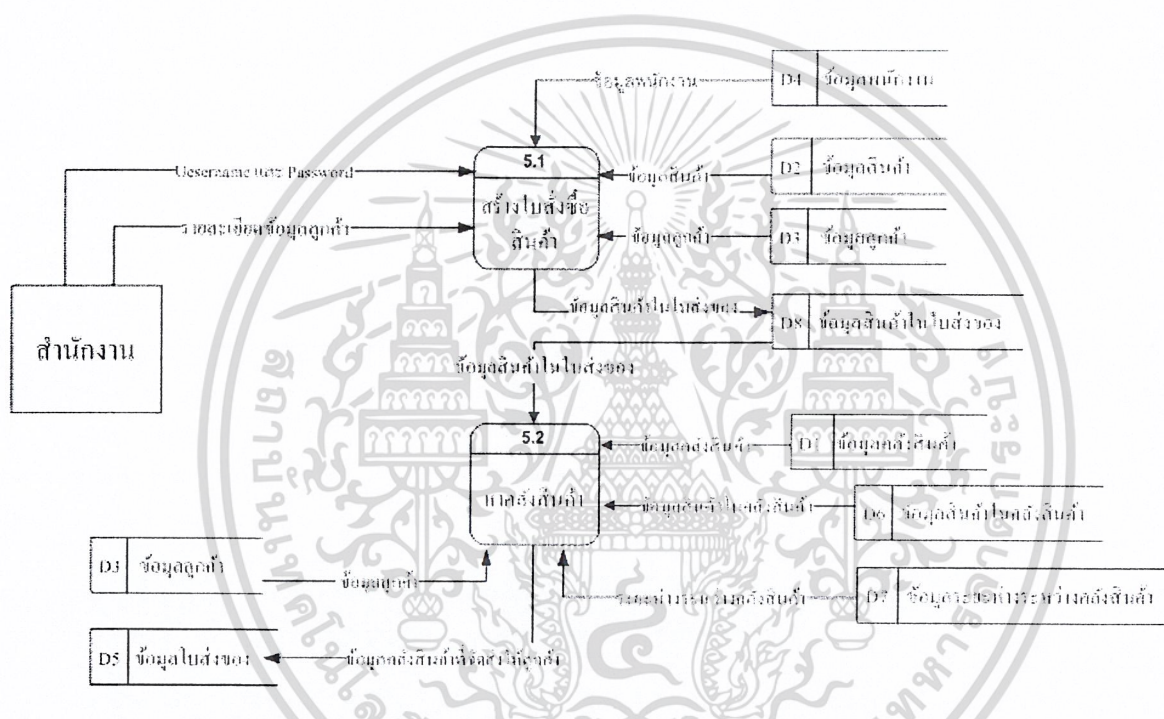 ข้อมูลพนักงาน
D4 ข้อมูลพนักงาน
5.1
สร้างใบสั่งซื้อ
สินค้า
Uesername และ Password
รายละเอียดข้อมูลลูกค้า
ข้อมูลสินค้า
D2 ข้อมูลสินค้า
ข้อมูลลูกค้า
D3 ข้อมูลลูกค้า
สำนักงาน
ข้อมูลสินค้าในใบส่งของ
D8 ข้อมูลสินค้าในใบส่งของ
ข้อมูลสินค้าในใบส่งของ
5.2
หาคลังสินค้า
ข้อมูลคลังสินค้า
D1 ข้อมูลคลังสินค้า
ข้อมูลสินค้าในคลังสินค้า
D6 ข้อมูลสินค้าในคลังสินค้า
D3 ข้อมูลลูกค้า
ข้อมูลลูกค้า
ระยะห่างระหว่างคลังสินค้า
D7 ข้อมูลระยะห่างระหว่างคลังสินค้า
D5 ข้อมูลใบส่งของ
ข้อมูลคลังสินค้าที่จัดส่งให้ลูกค้า